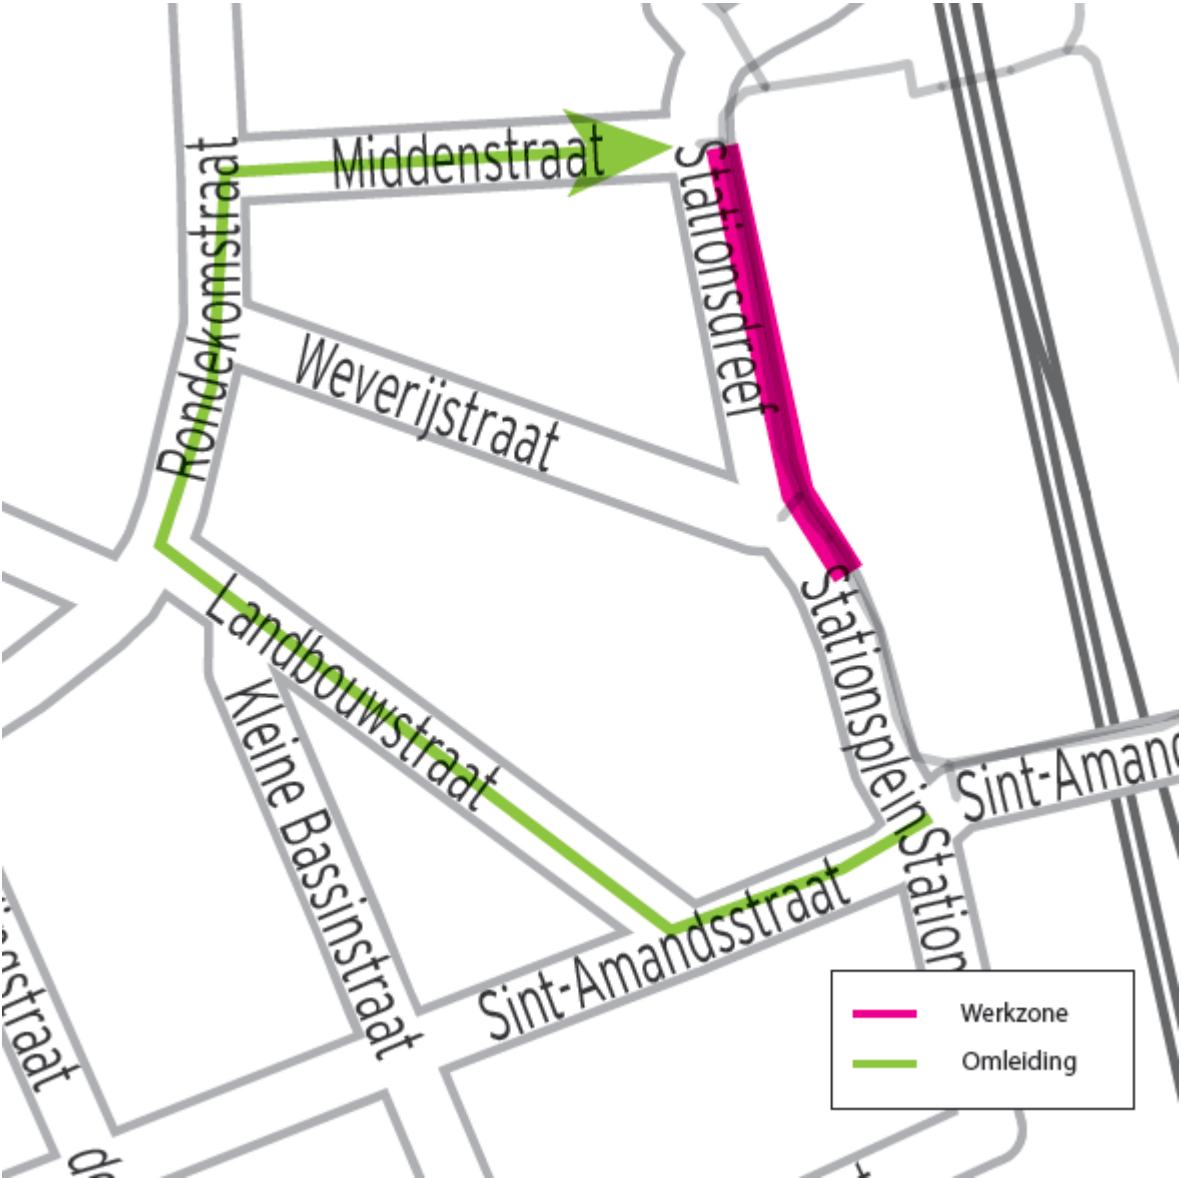 Middenstraat
Stationsdreef
Rondekomstraat
Weverijstraat
Landbouwstraat
Stationsplein
Kleine Bassinstraat
Sint-Amand
Station
Sint-Amandsstraat
Werkzone
Omleiding